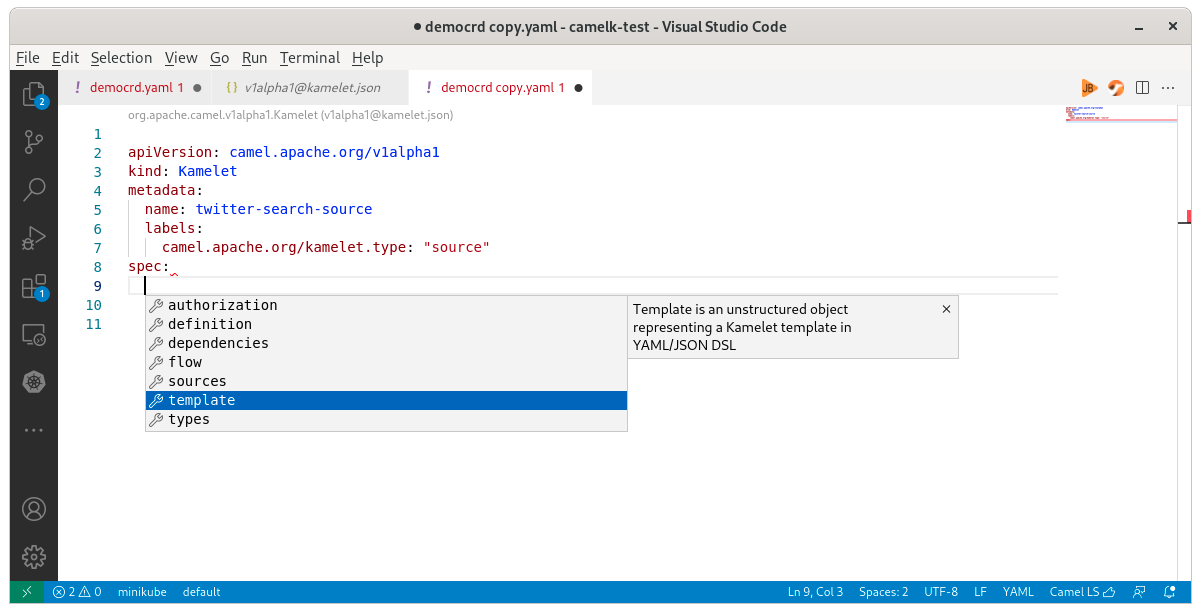 ● democrd copy.yaml - camelk-test - Visual Studio Code
File Edit Selection View Go Run Terminal Help
! democrd.yaml 1 ●
{} v1alpha1@kamelet.json
! democrd copy.yaml 1 ●
JB
2
org.apache.camel.v1alpha1.Kamelet (v1alpha1@kamelet.json)
1
2 apiVersion: camel.apache.org/v1alpha1
3 kind: Kamelet
4 metadata:
5 name: twitter-search-source
6 labels:
7 camel.apache.org/kamelet.type: "source"
8 spec:
9
10
11
1
authorization
definition
dependencies
flow
sources
template
types
Template is an unstructured object
representing a Kamelet template in
YAML/JSON DSL
2 0 minikube default
Ln 9, Col 3 Spaces: 2 UTF-8 LF YAML Camel LS